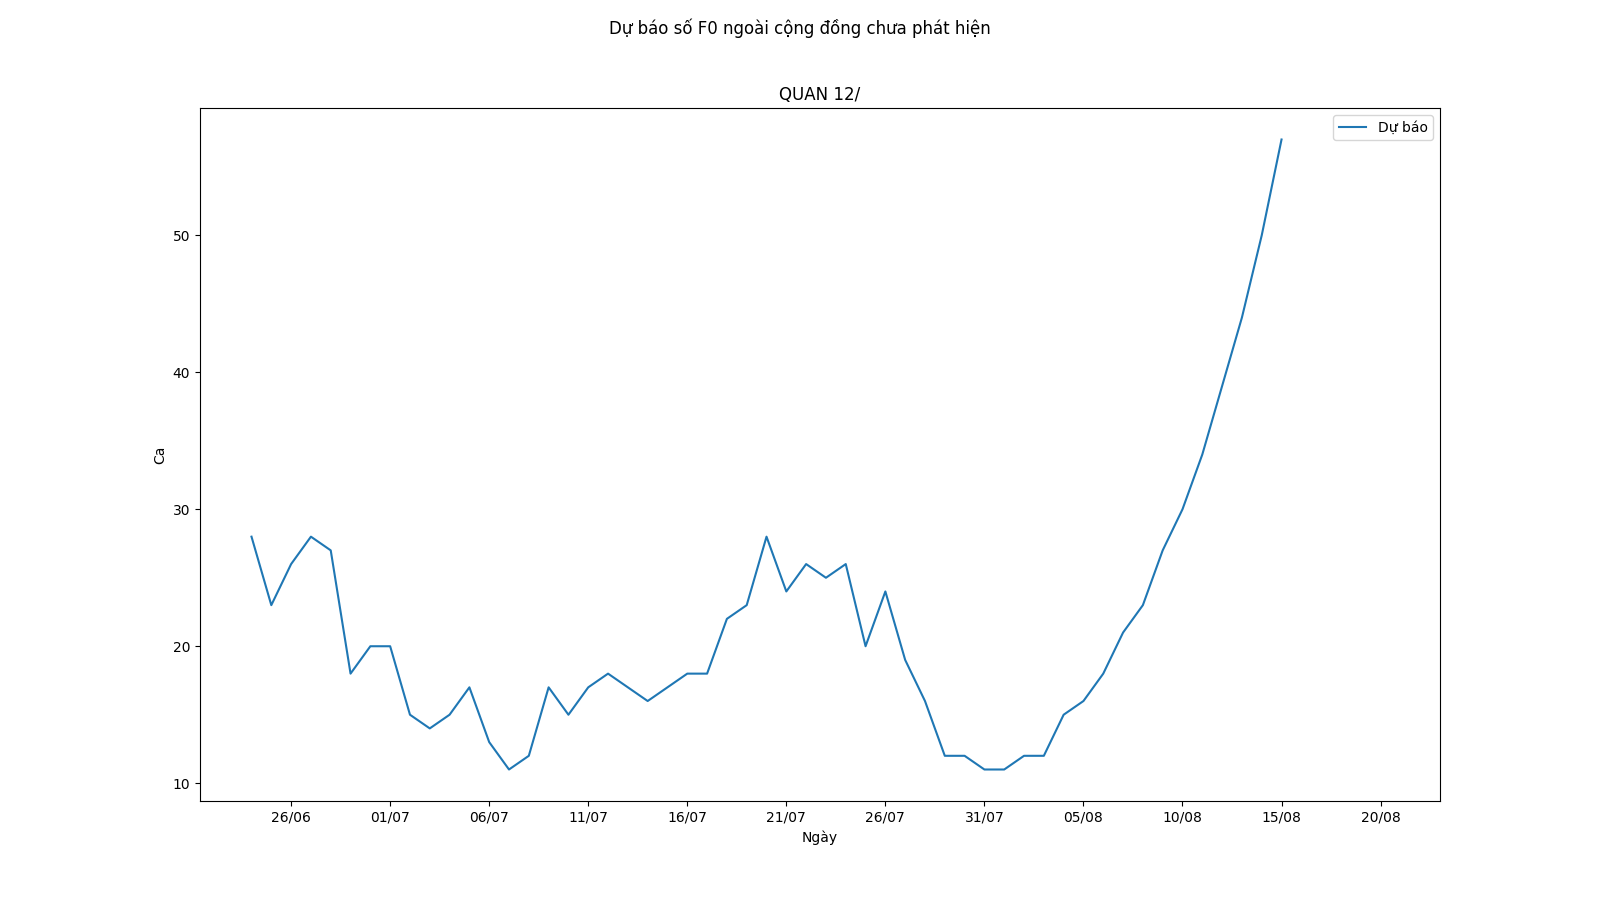 Dự báo số F0 ngoài cộng đồng chưa phát hiện
QUAN 12/
Dự báo
50
40
30
20
10
Ca
26/06 01/07 06/07 11/07 16/07 21/07 26/07 31/07 05/08 10/08 15/08 20/08
Ngày